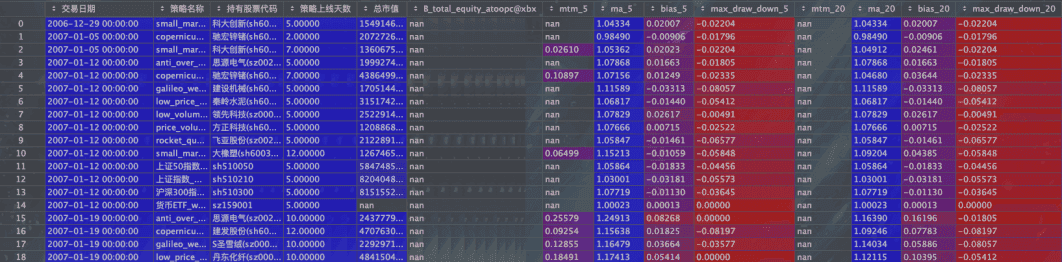 交易日期 策略名称 持有股票代码 策略上线天数 总市值 B_total_equity_atoopc@xbx mtm_5 ma_5 bias_5 max_draw_down_5 mtm_20 ma_20 bias_20 max_draw_down_20
0 2006-12-29 00:00:00 small_mar... 科大创新(sh60... 5.00000 1549146... nan nan 1.04334 0.02007 -0.02204 nan 1.04334 0.02007 -0.02204
1 2007-01-05 00:00:00 copernicu... 驰宏锌锗(sh60... 2.00000 2072726... nan nan 0.98490 -0.00906 -0.01796 nan 0.98490 -0.00906 -0.01796
2 2007-01-05 00:00:00 small_mar... 科大创新(sh60... 7.00000 1360675... nan 0.02610 1.05362 0.02023 -0.02204 nan 1.04912 0.02461 -0.02204
3 2007-01-12 00:00:00 anti_over_... 思源电气(sz002... 5.00000 1999274... nan nan 1.07868 0.01663 -0.01805 nan 1.07868 0.01663 -0.01805
4 2007-01-12 00:00:00 copernicu... 驰宏锌锗(sh60... 7.00000 4386499... nan 0.10897 1.07156 0.01249 -0.02335 nan 1.04680 0.03644 -0.02335
5 2007-01-12 00:00:00 galileo_we... 建设机械(sh60... 5.00000 1705144... nan nan 1.11589 -0.03313 -0.08057 nan 1.11589 -0.03313 -0.08057
6 2007-01-12 00:00:00 low_price_... 秦岭水泥(sh60... 5.00000 3151742... nan nan 1.06817 -0.01440 -0.05412 nan 1.06817 -0.01440 -0.05412
7 2007-01-12 00:00:00 low_volum... 领先科技(sz00... 5.00000 2522914... nan nan 1.07829 0.02617 -0.00491 nan 1.07829 0.02617 -0.00491
8 2007-01-12 00:00:00 price_volu... 方正科技(sh60... 5.00000 1208868... nan nan 1.07666 0.00715 -0.02522 nan 1.07666 0.00715 -0.02522
9 2007-01-12 00:00:00 rocket_qu... 飞亚股份(sz002... 5.00000 2122891... nan nan 1.05847 -0.01461 -0.06577 nan 1.05847 -0.01461 -0.06577
10 2007-01-12 00:00:00 small_mar... 大橡塑(sh6003... 12.00000 1267465... nan 0.06499 1.15213 -0.01059 -0.05848 nan 1.09204 0.04385 -0.05848
11 2007-01-12 00:00:00 上证50指数... sh510050 5.00000 5847485... nan nan 1.05864 -0.01833 -0.04456 nan 1.05864 -0.01833 -0.04456
12 2007-01-12 00:00:00 上证指数_... sh510210 5.00000 8204048... nan nan 1.03001 -0.03181 -0.05573 nan 1.03001 -0.03181 -0.05573
13 2007-01-12 00:00:00 沪深300指... sh510300 5.00000 8151552... nan nan 1.07719 -0.01130 -0.03645 nan 1.07719 -0.01130 -0.03645
14 2007-01-12 00:00:00 货币ETF_w... sz159001 5.00000 nan nan nan 1.00023 0.00013 0.00000 nan 1.00023 0.00013 0.00000
15 2007-01-19 00:00:00 anti_over_... 思源电气(sz002... 10.00000 2437779... nan 0.25579 1.24913 0.08268 -0.01805 nan 1.16390 0.16196 -0.01805
16 2007-01-19 00:00:00 copernicu... 建发股份(sh60... 12.00000 4707630... nan 0.09254 1.15638 0.01825 -0.08197 nan 1.09246 0.07783 -0.08197
17 2007-01-19 00:00:00 galileo_we... S圣雪绒(sz000... 10.00000 2292971... nan 0.12855 1.16479 0.03664 -0.03577 nan 1.14034 0.05886 -0.08057
18 2007-01-19 00:00:00 low_price_... 丹东化纤(sz000... 10.00000 4841504... nan 0.18491 1.17413 0.05414 0.00000 nan 1.12115 0.10395 -0.05412